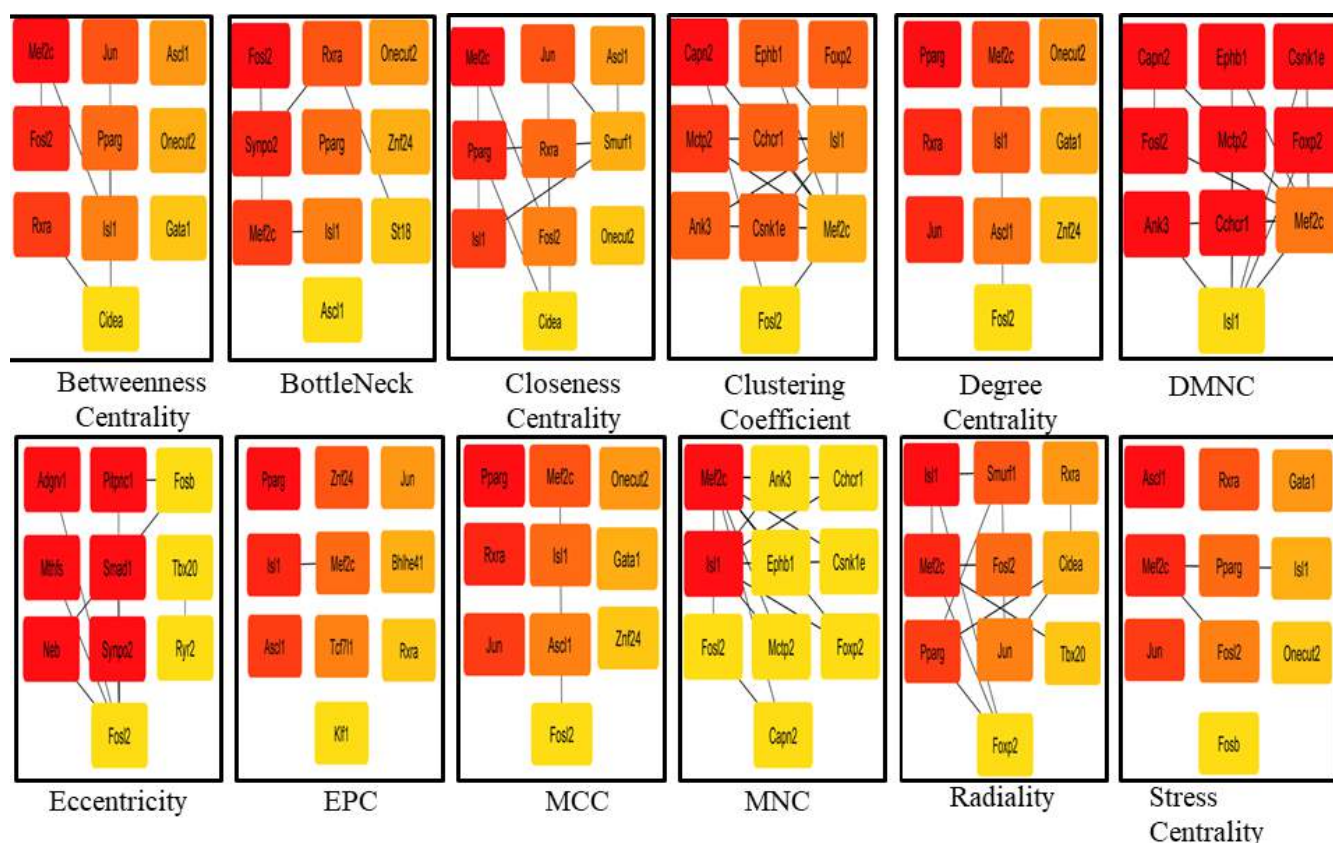 Mef2c Jun Ascl1
Fosl2 Pparg Onecut2
Rxra Isl1 Gata1
Cidea
Betweenness
Centrality
Fosl2 Rxra Onecut2
Synpo2 Pparg Znf24
Mef2c Isl1 St18
Ascl1
BottleNeck
Mef2c Jun Ascl1
Pparg Rxra Smurf1
Isl1 Fosl2 Onecut2
Cidea
Closeness
Centrality
Capn2 Ephb1 Foxp2
Mctp2 Cchcr1 Isl1
Ank3 Csnk1e Mef2c
Fosl2
Clustering
Coefficient
Pparg Mef2c Onecut2
Rxra Isl1 Gata1
Jun Ascl1 Znf24
Fosl2
Degree
Centrality
Capn2 Ephb1 Csnk1e
Fosl2 Mctp2 Foxp2
Ank3 Cchcr1 Mef2c
Isl1
DMNC
Adgrv1 Pitpnc1 Fosb
Mthfs Smad1 Tbx20
Neb Synpo2 Ryr2
Fosl2
Eccentricity
Pparg Znf24 Jun
Isl1 Mef2c Bhlhe41
Ascl1 Tcf7l1 Rxra
Klf1
EPC
Pparg Mef2c Onecut2
Rxra Isl1 Gata1
Jun Ascl1 Znf24
Fosl2
MCC
Mef2c Ank3 Cchcr1
Isl1 Ephb1 Csnk1e
Fosl2 Mctp2 Foxp2
Capn2
MNC
Isl1 Smurf1 Rxra
Mef2c Fosl2 Cidea
Pparg Jun Tbx20
Foxp2
Radiality
Ascl1 Rxra Gata1
Mef2c Pparg Isl1
Jun Fosl2 Onecut2
Fosb
Stress
Centrality